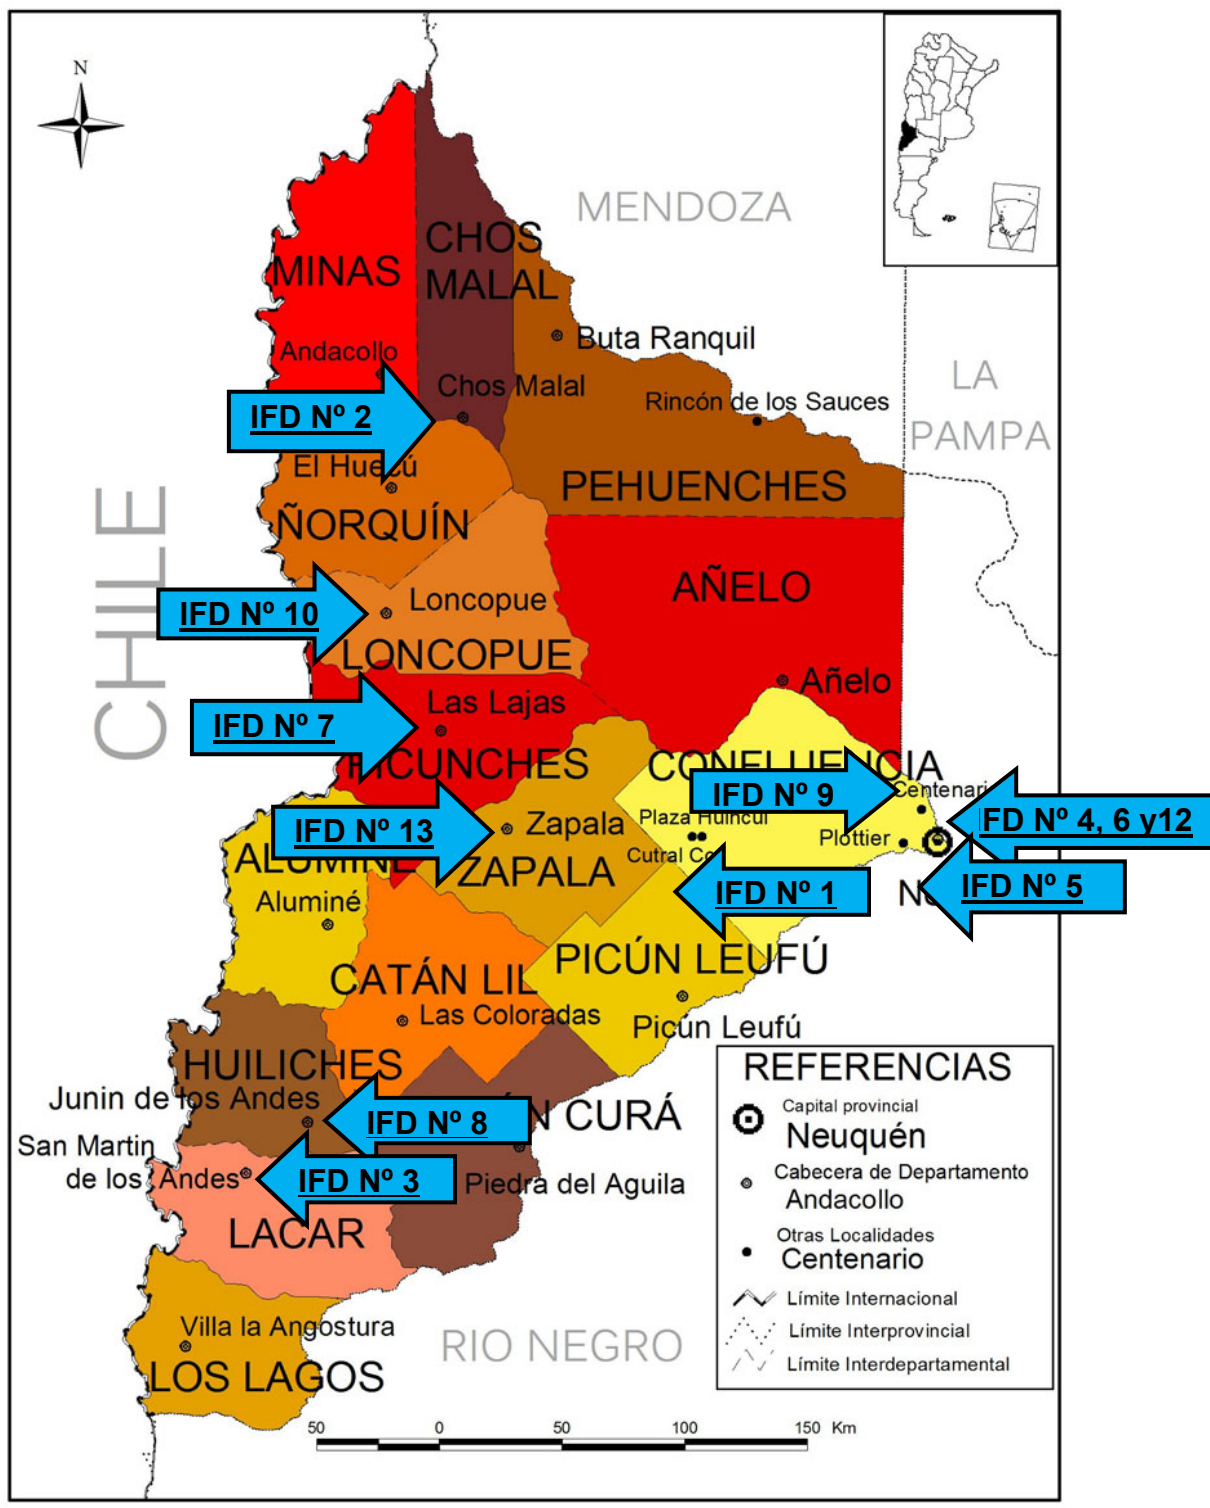 N
MENDOZA
CHOS
MALAL
MINAS
Buta Ranquil
Andacollo
LA
PAMPA
Chos Malal
Rincón de los Sauces
IFD Nº 2
El Huecú
PEHUENCHES
ÑORQUÍN
CHILE
AÑELO
IFD Nº 10
Loncopue
LONCOPUE
Añelo
Las Lajas
IFD Nº 7
PICUNCHES
CONFLUENCIA
IFD Nº 9
Centenari
Plaza Huincul
IFD Nº 13
Zapala
Plottier
FD Nº 4, 6 y12
Cutral Co
ALUMINÉ
ZAPALA
IFD Nº 1
IFD Nº 5
Aluminé
PICÚN LEUFÚ
CATÁN LIL
Las Coloradas
Picún Leufú
HUILICHES
Junin de los Andes
IFD Nº 8
N CURÁ
San Martin
de los Andes
IFD Nº 3
Piedra del Aguila
LACAR
Villa la Angostura
LOS LAGOS
RIO NEGRO
REFERENCIAS
Capital provincial
Neuquén
Cabecera de Departamento
Andacollo
Otras Localidades
Centenario
Límite Internacional
Límite Interprovincial
Límite Interdepartamental
50 0 50 100 150 Km